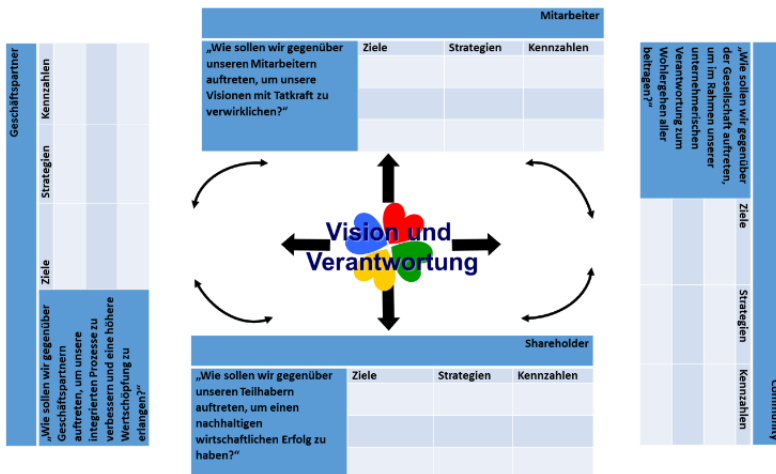 Mitarbeiter
„Wie sollen wir gegenüber
unseren Mitarbeitern
auftreten, um unsere
Visionen mit Tatkraft zu
verwirklichen?“
Ziele
Strategien
Kennzahlen
Geschäftspartner
Kennzahlen
Strategien
Ziele
„Wie sollen wir gegenüber
Geschäftspartnern
auftreten, um unsere
integrierten Prozesse zu
verbessern und eine höhere
Wertschöpfung zu
erlangen?“
Vision und
Verantwortung
Community
„Wie sollen wir gegenüber
der Gesellschaft auftreten,
um im Rahmen unserer
unternehmerischen
Verantwortung zum
Wohlergehen aller
beitragen?“
Ziele
Strategien
Kennzahlen
Shareholder
„Wie sollen wir gegenüber
unseren Teilhabern
auftreten, um einen
nachhaltigen
wirtschaftlichen Erfolg zu
haben?“
Ziele
Strategien
Kennzahlen